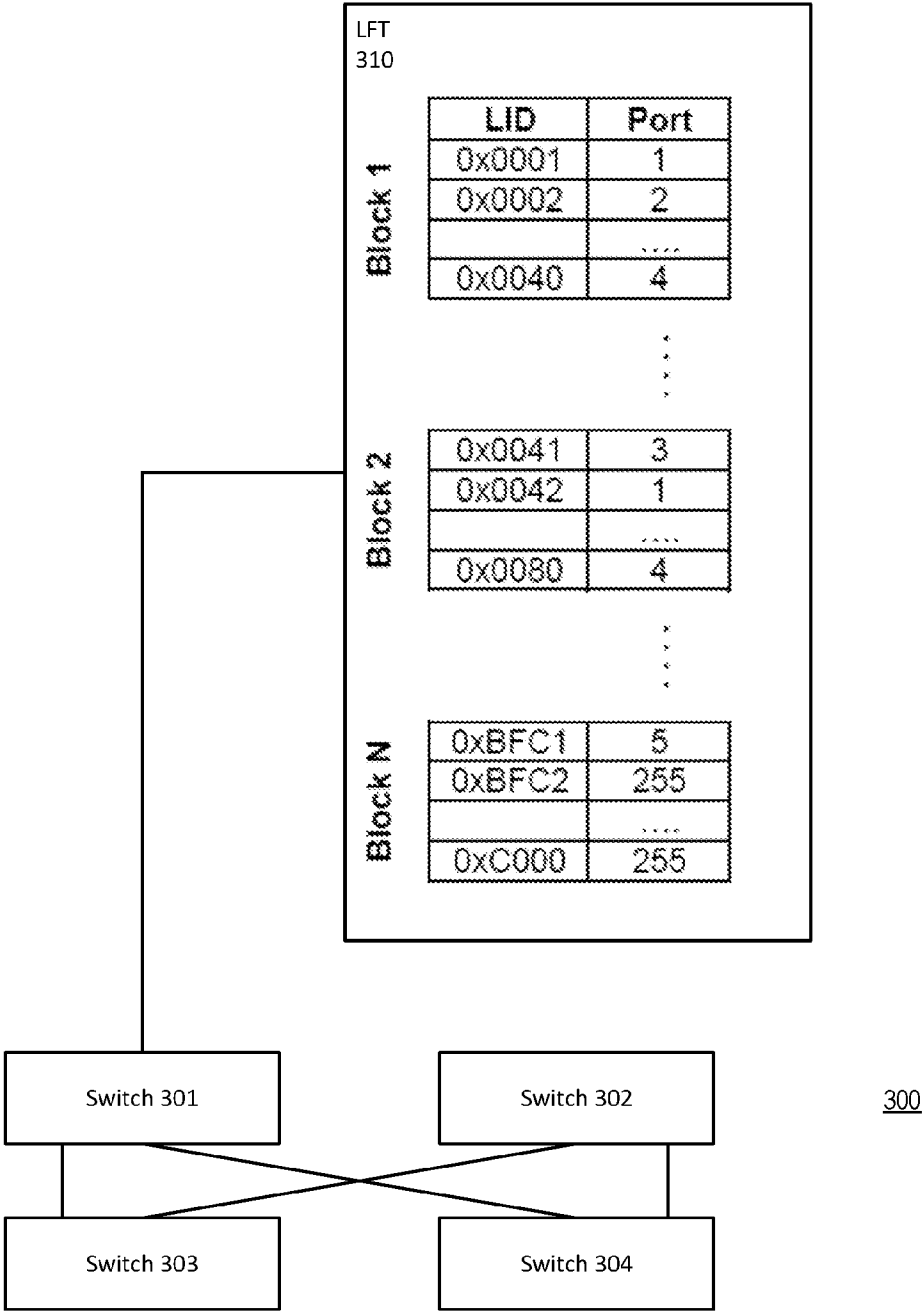 LFT
310
Block 1
LID Port
0x0001 1
0x0002 2
....
0x0040 4
....
Block 2
0x0041 3
0x0042 1
....
0x0080 4
....
Block N
0xBFC1 5
0xBFC2 255
....
0xC000 255
Switch 301 Switch 302
300
Switch 303 Switch 304